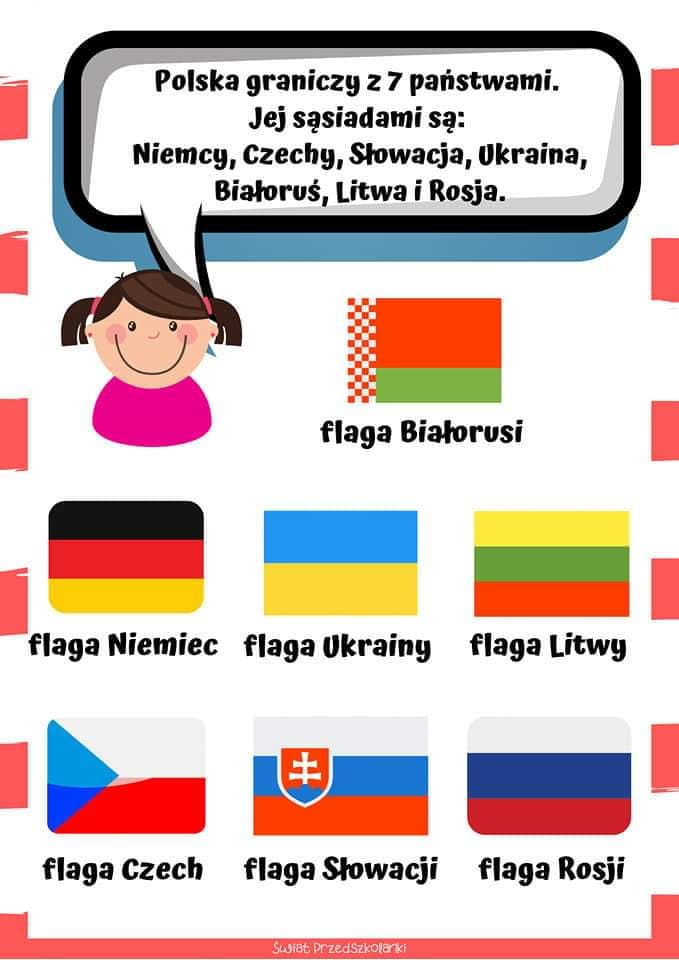 Polska graniczy z 7 państwami.
Jej sąsiadami są:
Niemcy, Czechy, Słowacja, Ukraina,
Białoruś, Litwa i Rosja.
flaga Białorusi
flaga Niemiec
flaga Ukrainy
flaga Litwy
flaga Czech
flaga Słowacji
flaga Rosji
Świat Przedszkolanki